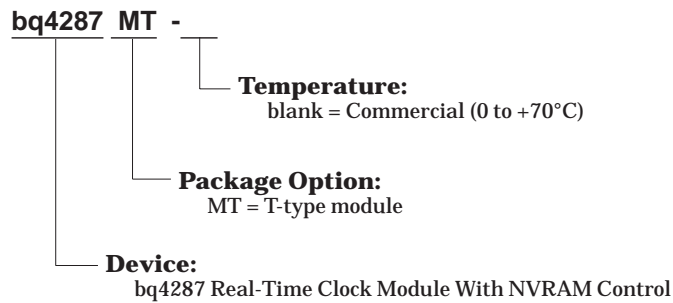 bq4287 MT -
Temperature:
blank = Commercial (0 to +70°C)
Package Option:
MT = T-type module
Device:
bq4287 Real-Time Clock Module With NVRAM Control